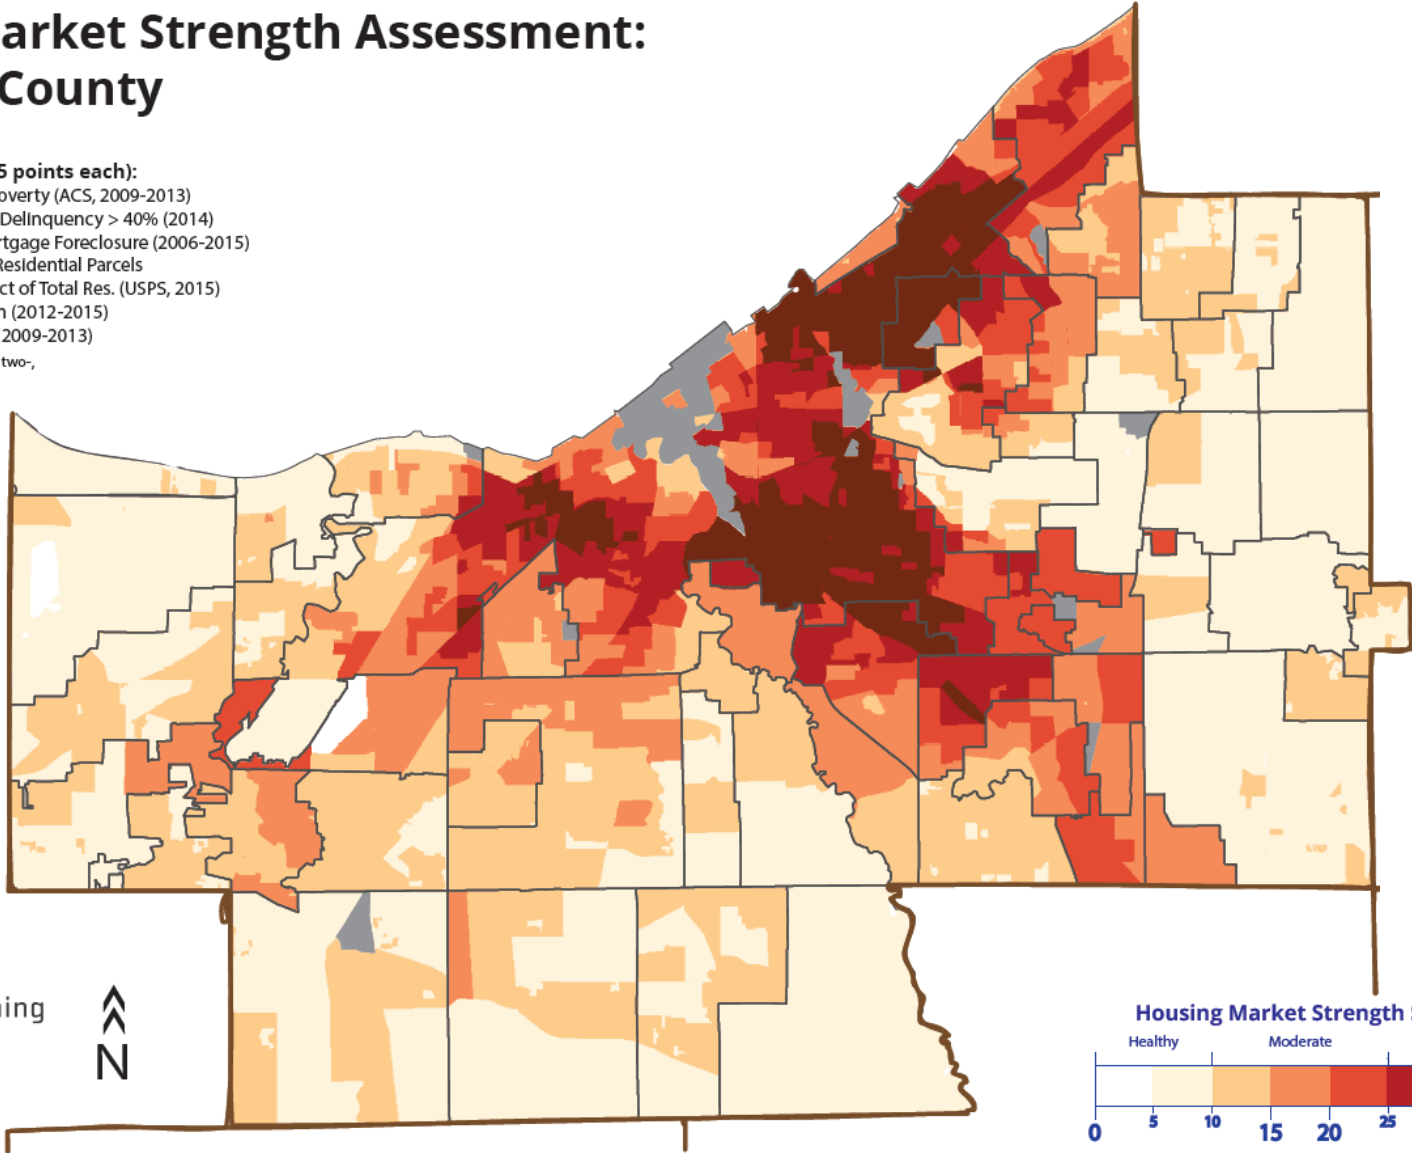 arket Strength Assessment:
County
5 points each):
overty (ACS, 2009-2013)
Delinquency > 40% (2014)
rtgage Foreclosure (2006-2015)
Residential Parcels
ct of Total Res. (USPS, 2015)
n (2012-2015)
2009-2013)
two-,
ning
N
Housing Market Strength
Healthy Moderate
0 5 10 15 20 25